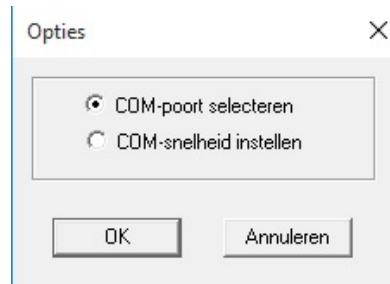 Opties
COM-poort selecteren
COM-snelheid instellen
OK
Annuleren